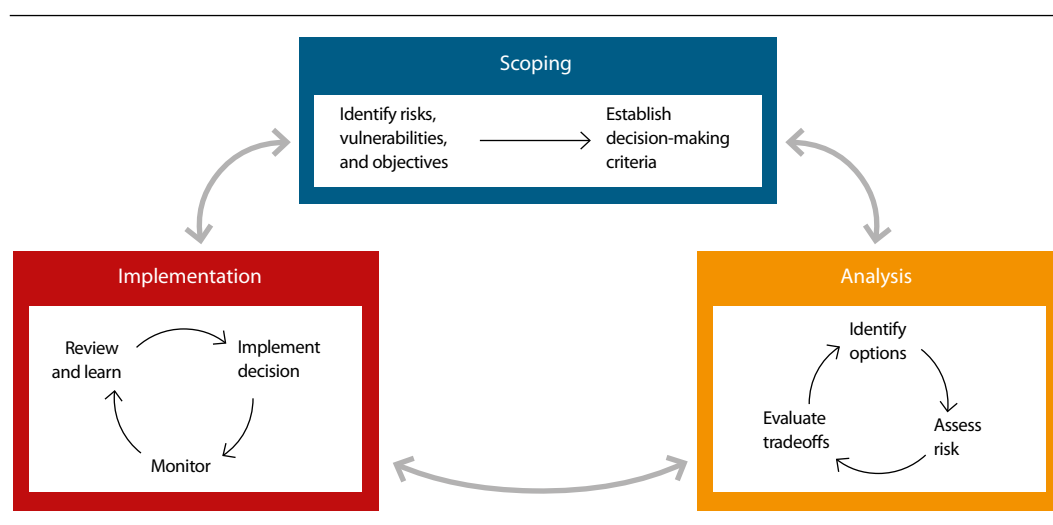 Scoping
Identify risks,
vulnerabilities,
and objectives
Establish
decision-making
criteria
Implementation
Review
and learn
Implement
decision
Monitor
Analysis
Identify
options
Assess
risk
Evaluate
tradeoffs